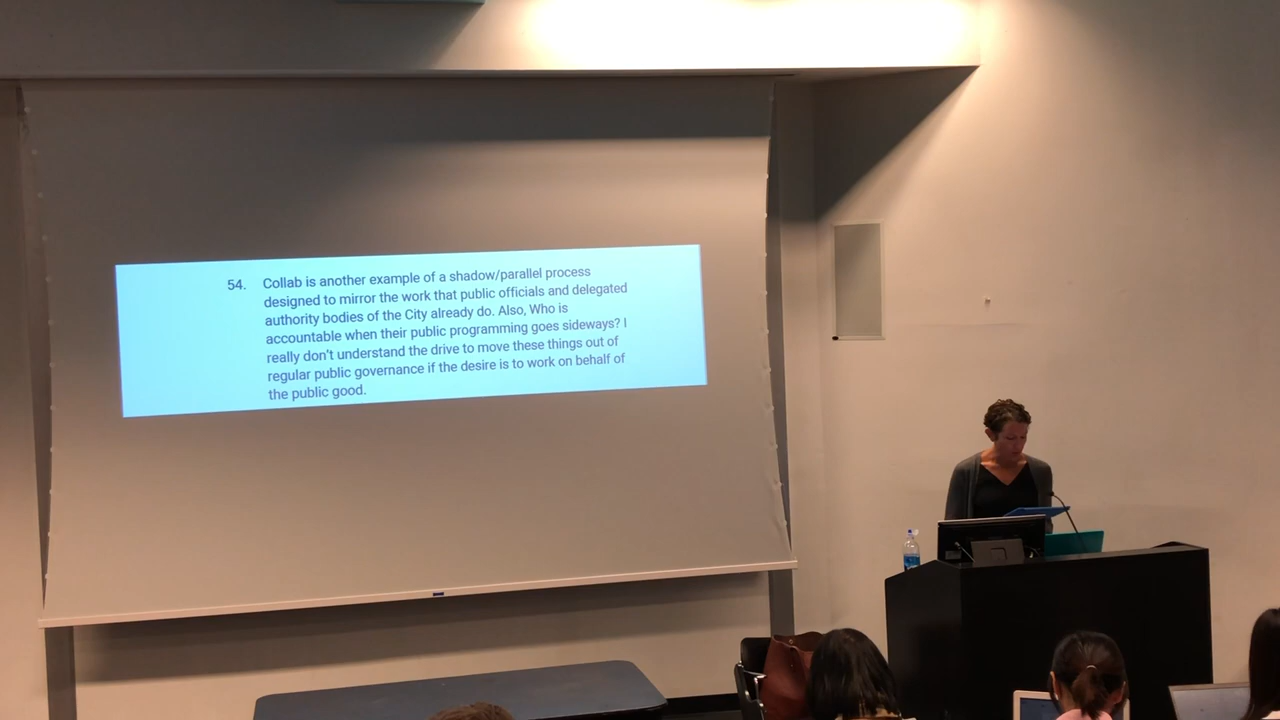 54. Collab is another example of a shadow/parallel process
designed to mirror the work that public officials and delegated
authority bodies of the City already do. Also, Who is
accountable when their public programming goes sideways? I
really don't understand the drive to move these things out of
regular public governance if the desire is to work on behalf of
the public good.